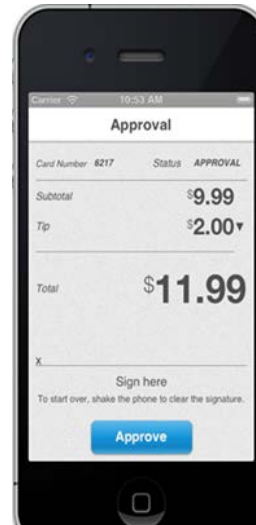 Carrier 10:53 AM
Approval
Card Number 6217 Status APPROVAL
Subtotal $9.99
Tip $2.00▾
Total $11.99
x
Sign here
To start over, shake the phone to clear the signature.
Approve